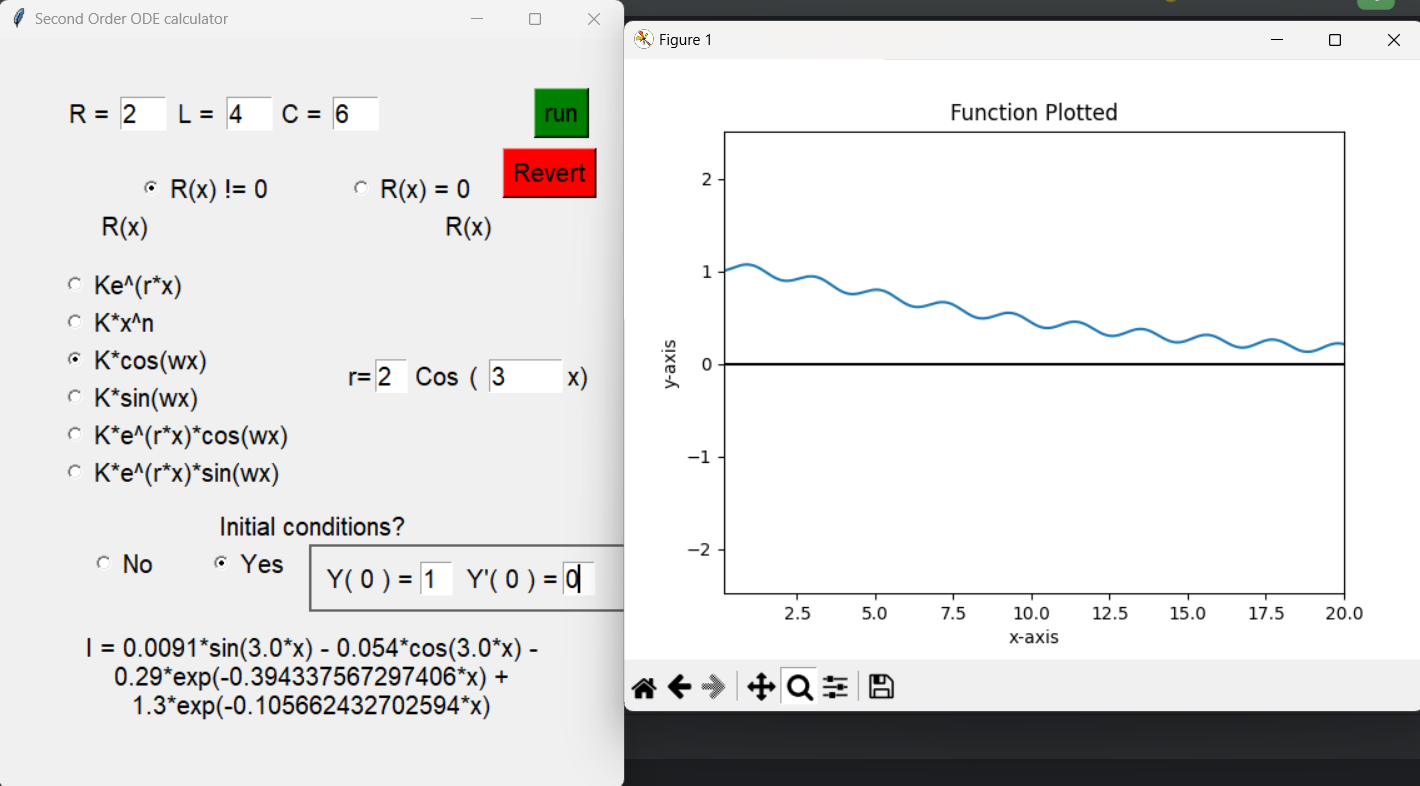 Second Order ODE calculator
R = 2 L = 4 C = 6
run
Revert
R(x) != 0 R(x) = 0
R(x) R(x)
Ke^(r*x)
K*x^n
K*cos(wx)
r= 2 Cos ( 3 x)
K*sin(wx)
K*e^(r*x)*cos(wx)
K*e^(r*x)*sin(wx)
Initial conditions?
No Yes
Y( 0 ) = 1 Y'( 0 ) = 0
I = 0.0091*sin(3.0*x) - 0.054*cos(3.0*x) -
0.29*exp(-0.394337567297406*x) +
1.3*exp(-0.105662432702594*x)
Figure 1
Function Plotted
2
1
0
−1
−2
y-axis
2.5 5.0 7.5 10.0 12.5 15.0 17.5 20.0
x-axis